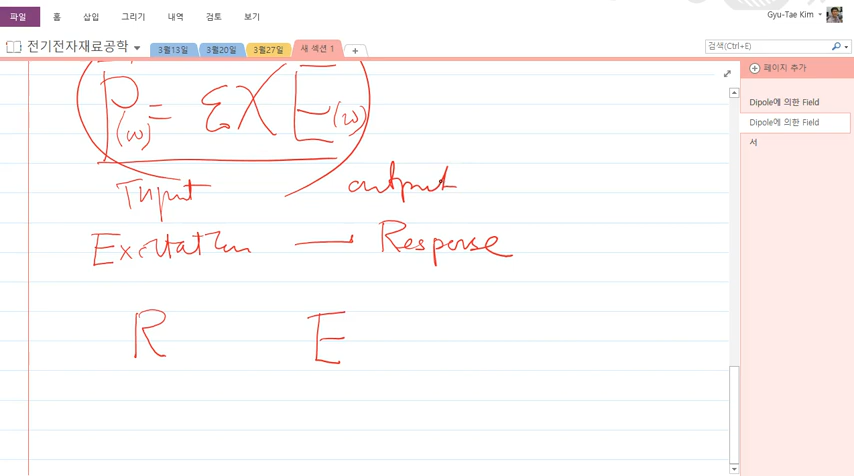 파일 홈 삽입 그리기 내역 검토 보기 Gyu-Tae Kim
전기전자재료공학 3월13일 3월20일 3월27일 새 섹션 1 + 검색(Ctrl+E)
페이지 추가
Dipole에 의한 Field
Dipole에 의한 Field
서
P(ω) = εχ E(ω)
Input output
Excitation — Response
R E